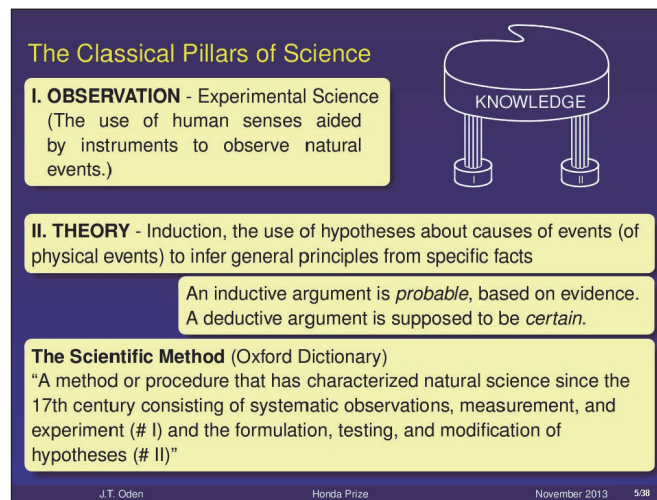 The Classical Pillars of Science
I. OBSERVATION - Experimental Science
(The use of human senses aided
by instruments to observe natural
events.)
KNOWLEDGE
I
II
II. THEORY - Induction, the use of hypotheses about causes of events (of
physical events) to infer general principles from specific facts
An inductive argument is probable, based on evidence.
A deductive argument is supposed to be certain.
The Scientific Method (Oxford Dictionary)
“A method or procedure that has characterized natural science since the
17th century consisting of systematic observations, measurement, and
experiment (# I) and the formulation, testing, and modification of
hypotheses (# II)”
J.T. Oden Honda Prize November 2013 5/38